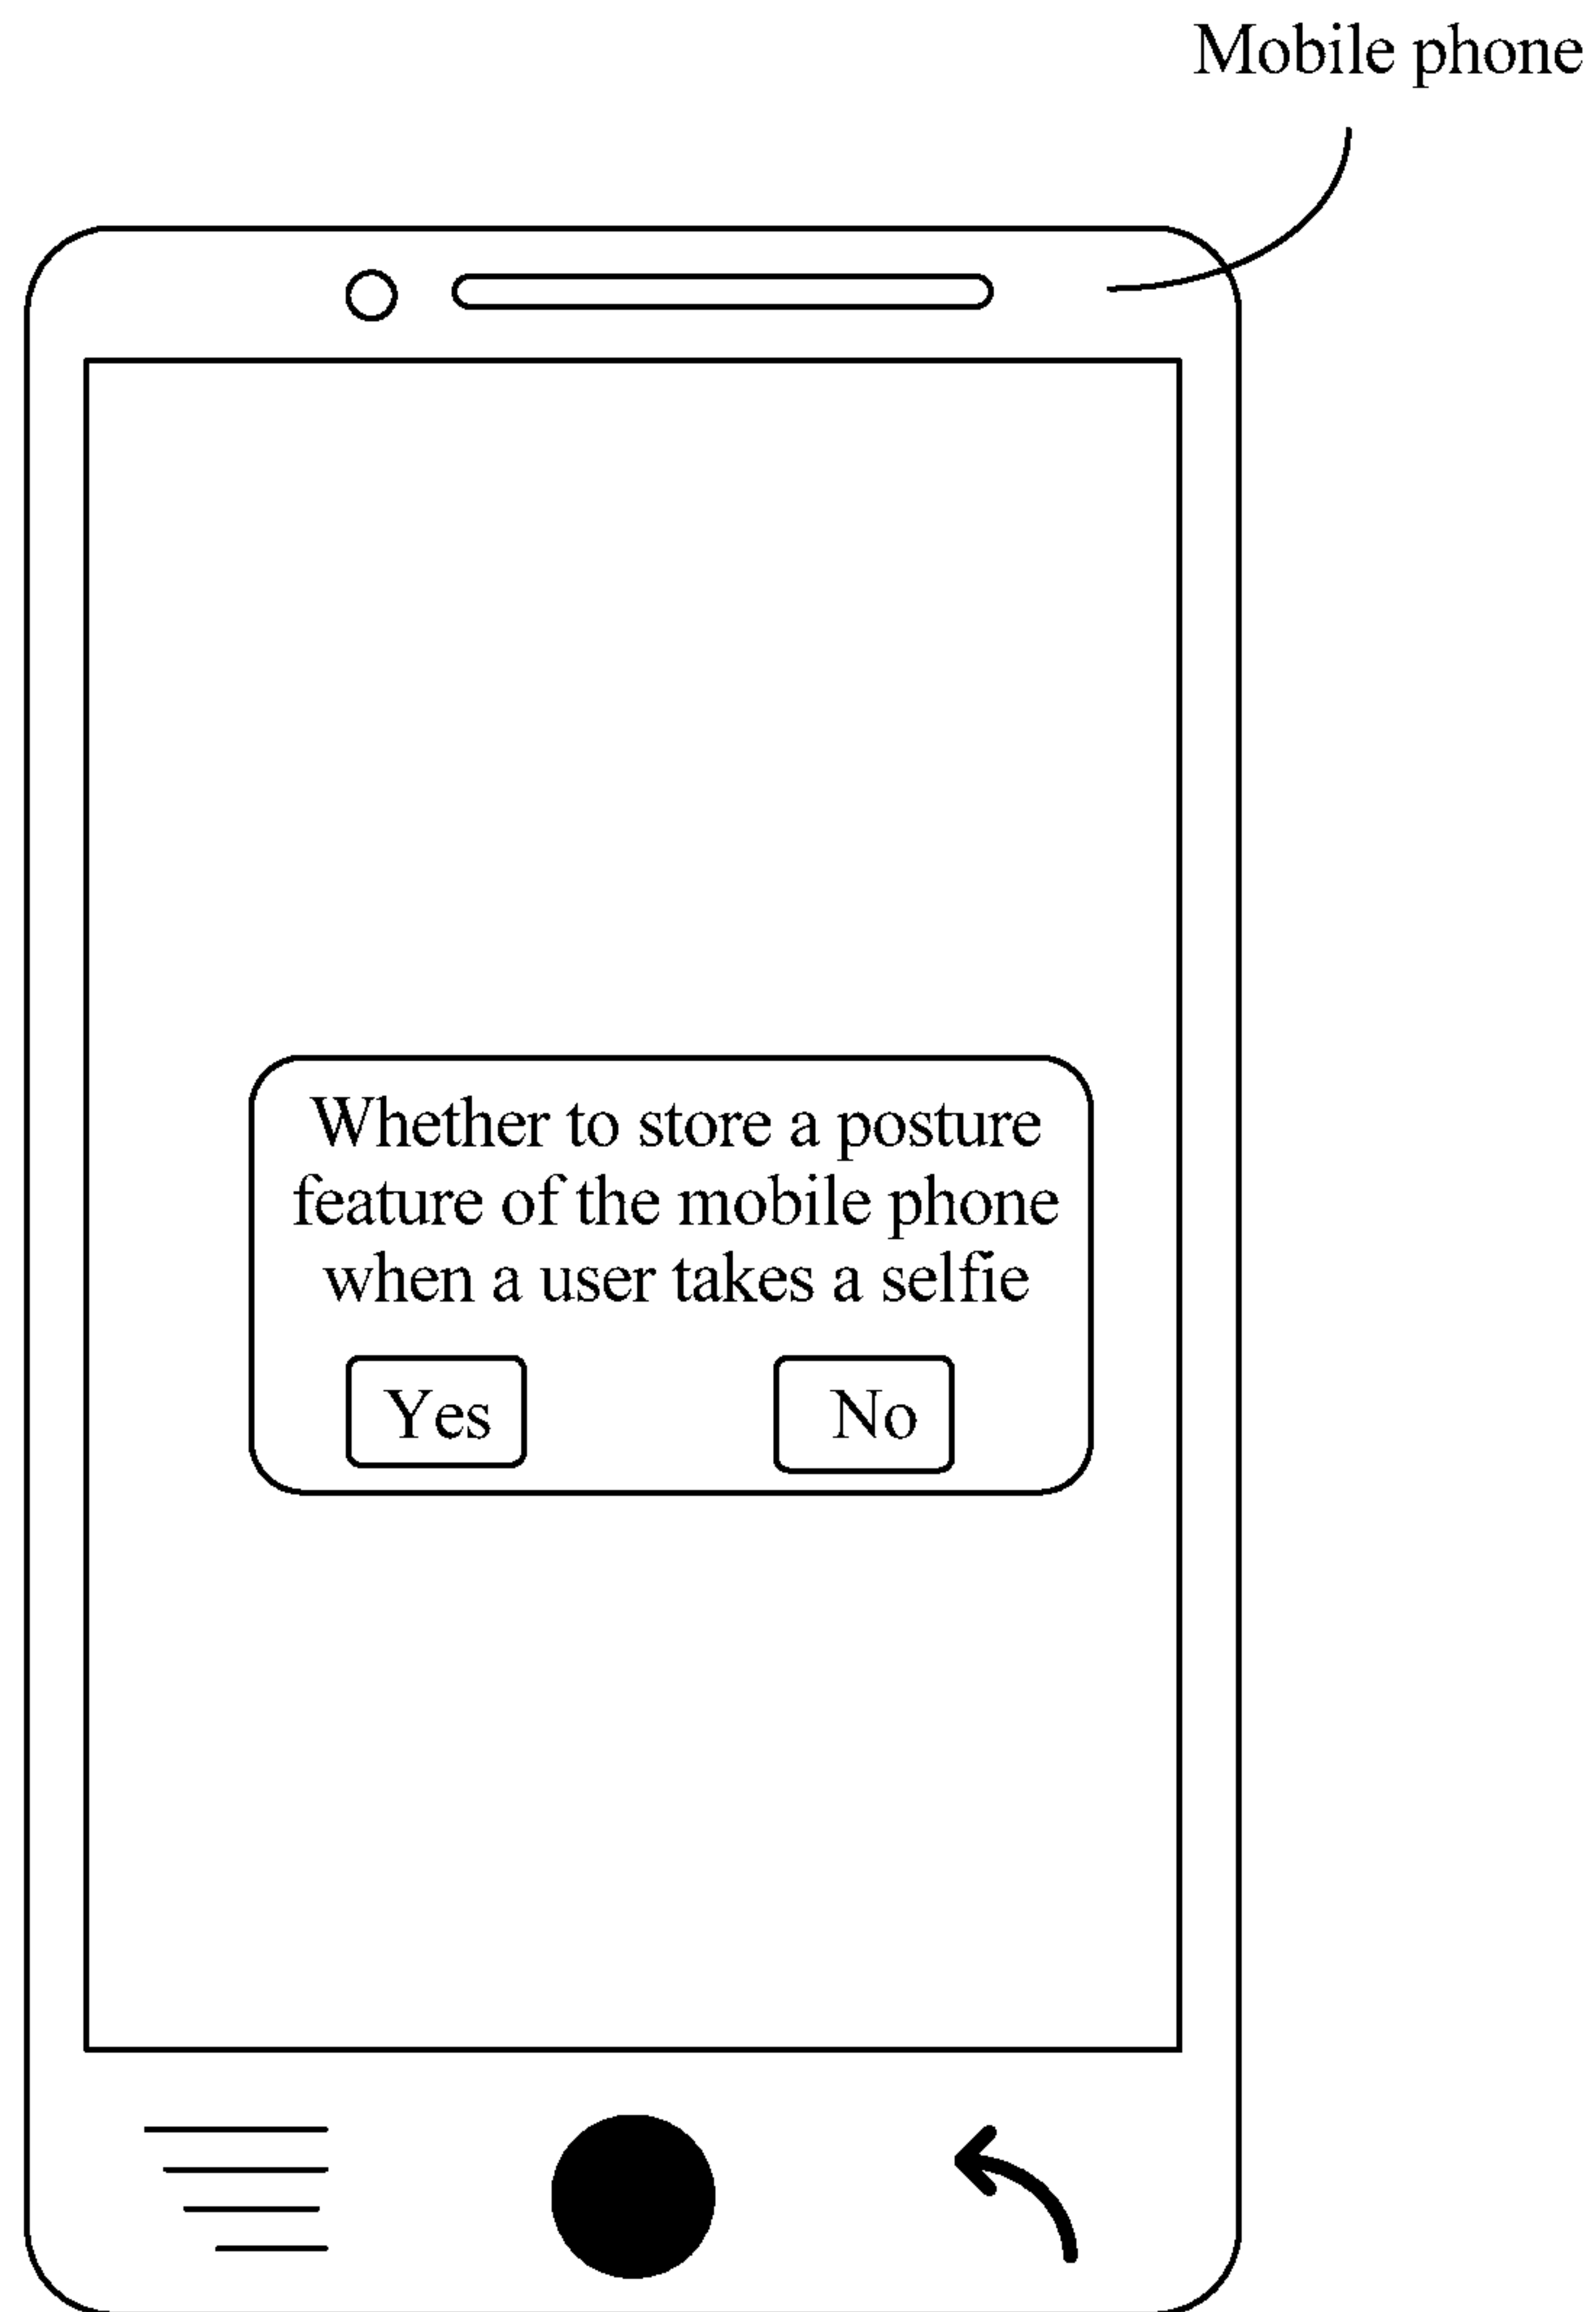 Mobile phone
Whether to store a posture
feature of the mobile phone
when a user takes a selfie
Yes No